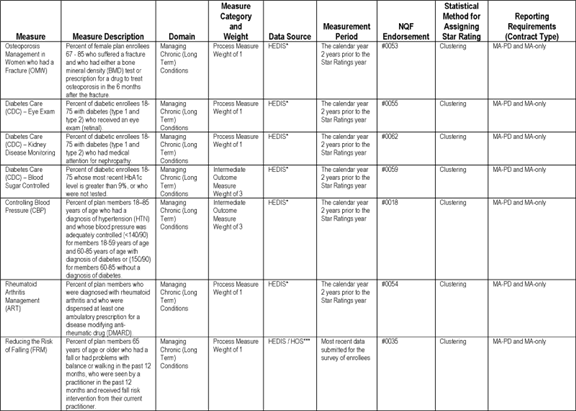 Measure | Measure Description | Domain | Measure Category and Weight | Data Source | Measurement Period | NQF Endorsement | Statistical Method for Assigning Star Rating | Reporting Requirements (Contract Type)
Osteoporosis Management in Women who had a Fracture (OMW) | Percent of female plan enrollees 67 - 85 who suffered a fracture and who had either a bone mineral density (BMD) test or prescription for a drug to treat osteoporosis in the 6 months after the fracture | Managing Chronic (Long Term) Conditions | Process Measure Weight of 1 | HEDIS* | The calendar year 2 years prior to the Star Ratings year | #0053 | Clustering | MA-PD and MA-only
Diabetes Care (CDC) – Eye Exam | Percent of diabetic enrollees 18-75 with diabetes (type 1 and type 2) who received an eye exam (retinal). | Managing Chronic (Long Term) Conditions | Process Measure Weight of 1 | HEDIS* | The calendar year 2 years prior to the Star Ratings year | #0055 | Clustering | MA-PD and MA-only
Diabetes Care (CDC) – Kidney Disease Monitoring | Percent of diabetic enrollees 18-75 with diabetes (type 1 and type 2) who had medical attention for nephropathy. | Managing Chronic (Long Term) Conditions | Process Measure Weight of 1 | HEDIS* | The calendar year 2 years prior to the Star Ratings year | #0062 | Clustering | MA-PD and MA-only
Diabetes Care (CDC) – Blood Sugar Controlled | Percent of diabetic enrollees 18-75 whose most recent HbA1c level is greater than 9%, or who were not tested. | Managing Chronic (Long Term) Conditions | Intermediate Outcome Measure Weight of 3 | HEDIS* | The calendar year 2 years prior to the Star Ratings year | #0059 | Clustering | MA-PD and MA-only
Controlling Blood Pressure (CBP) | Percent of plan members 18–85 years of age who had a diagnosis of hypertension (HTN) and whose blood pressure was adequately controlled (<140/90) for members 18-59 years of age and 60-85 years of age with diagnosis of diabetes or (150/90) for members 60-85 without a diagnosis of diabetes | Managing Chronic (Long Term) Conditions | Intermediate Outcome Measure Weight of 3 | HEDIS* | The calendar year 2 years prior to the Star Ratings year | #0018 | Clustering | MA-PD and MA-only
Rheumatoid Arthritis Management (ART) | Percent of plan members who were diagnosed with rheumatoid arthritis and who were dispensed at least one amroulatory prescription for a disease modifying anti-rheumatic drug (DMARD). | Managing Chronic (Long Term) Conditions | Process Measure Weight of 1 | HEDIS* | The calendar year 2 years prior to the Star Ratings year | #0054 | Clustering | MA-PD and MA-only
Reducing the Risk of Falling (FRM) | Percent of plan members 65 years of age or older who had a fall or had problems with balance or walking in the past 12 months, who were seen by a practitioner in the past 12 months and received fall risk intervention from their current practitioner. | Managing Chronic (Long Term) Conditions | Process Measure Weight of 1 | HEDIS / HOS*** | Most recent data submitted for the survey of enrollees | #0035 | Clustering | MA-PD and MA-only